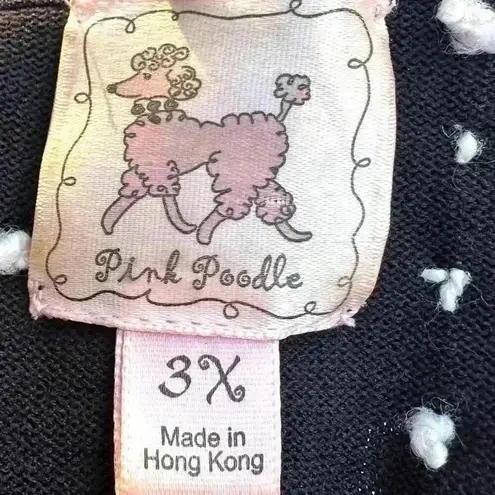 Pink Poodle
3X
Made in
Hong Kong